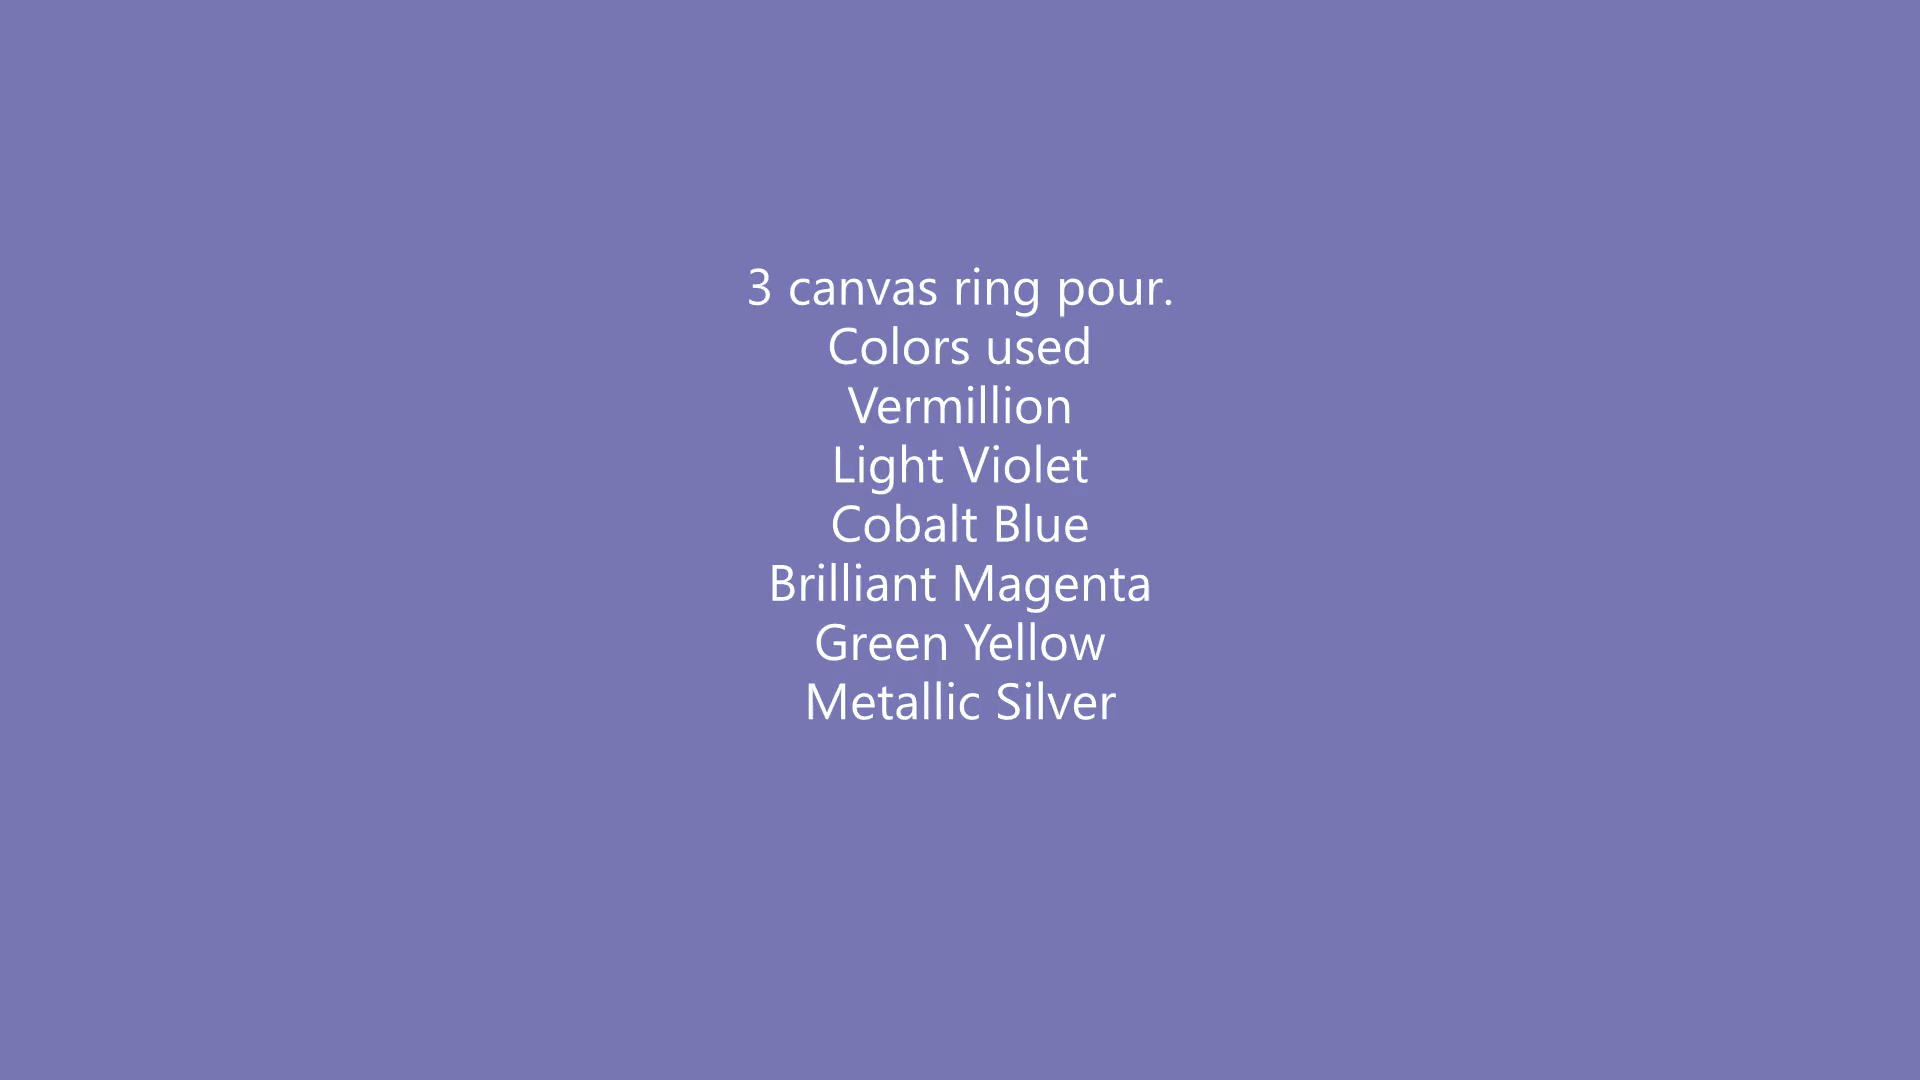 3 canvas ring pour.
Colors used
Vermillion
Light Violet
Cobalt Blue
Brilliant Magenta
Green Yellow
Metallic Silver